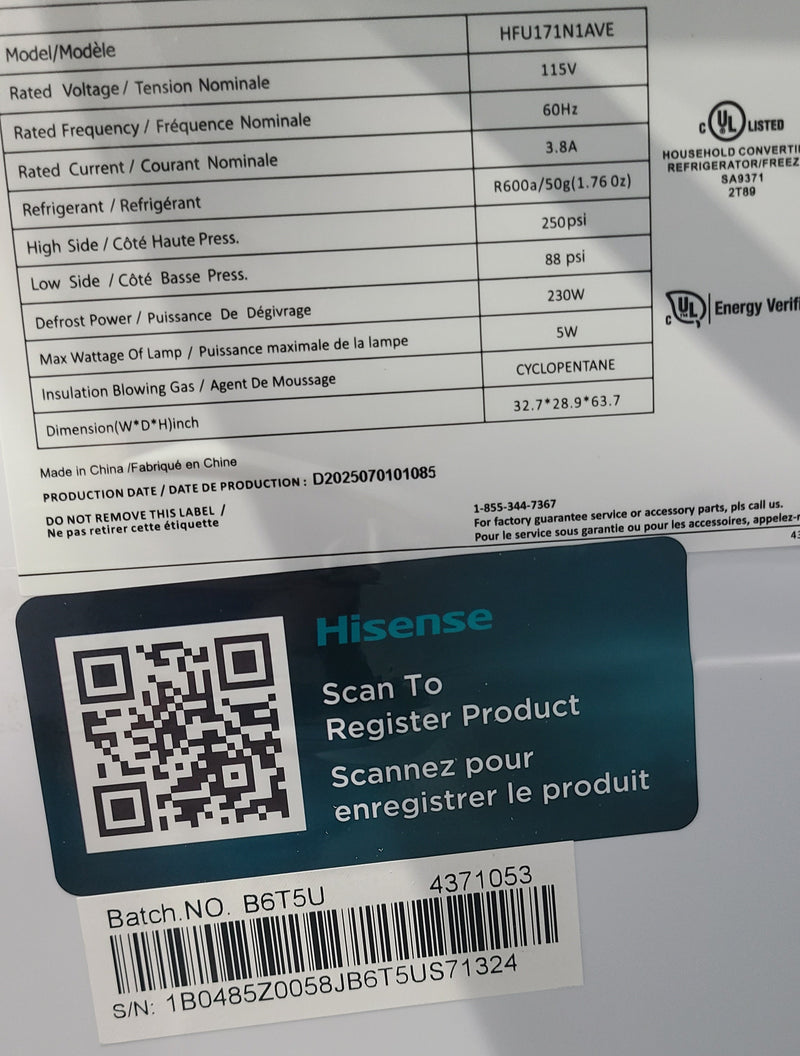 Model/Modèle HFU171N1AVE
Rated Voltage / Tension Nominale 115V
Rated Frequency / Fréquence Nominale 60Hz
Rated Current / Courant Nominale 3.8A
Refrigerant / Refrigérant R600a/50g(1.76 Oz)
High Side / Côté Haute Press. 250psi
Low Side / Côté Basse Press. 88 psi
Defrost Power / Puissance De Dégivrage 230W
Max Wattage Of Lamp / Puissance maximale de la lampe 5W
Insulation Blowing Gas / Agent De Moussage CYCLOPENTANE
Dimension(W*D*H)inch 32.7*28.9*63.7
C UL LISTED
HOUSEHOLD
REFRIGERATOR/
SA9371
2T89
C UL Energy
Made in China /Fabriqué en Chine
PRODUCTION DATE / DATE DE PRODUCTION : D2025070101085
DO NOT REMOVE THIS LABEL /
Ne pas retirer cette étiquette
1-855-344-7367
For factory guarantee service or accessory parts, pls call us.
Pour le service sous garantie ou pour les accessoires,
Hisense
Scan To
Register Product
Scannez pour
enregistrer le produit
Batch.NO. B6T5U 4371053
S/N: 1B0485Z0058JB6T5US71324